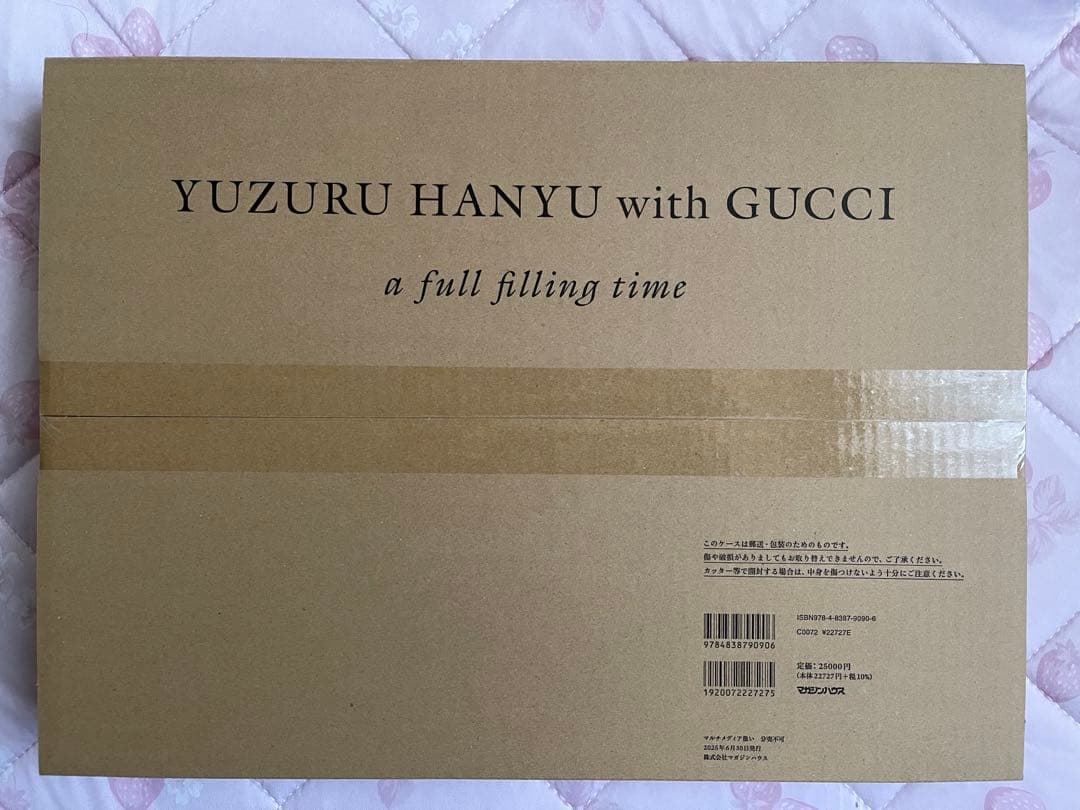 YUZURU HANYU with GUCCI
a full filling time
このケースは郵送・包装のためのものです。
傷や破損がありましてもお取り替えできませんので、ご了承ください。
カッター等で開封する場合は、中身を傷つけないよう十分にご注意ください。
ISBN978-4-8387-9090-6
C0072 ¥22727E
9784838790906
定価：25000円
（本体22727円＋税10%）
マガジンハウス
1920072227275
マルチメディア扱い 分売不可
2025年6月30日発行
株式会社マガジンハウス